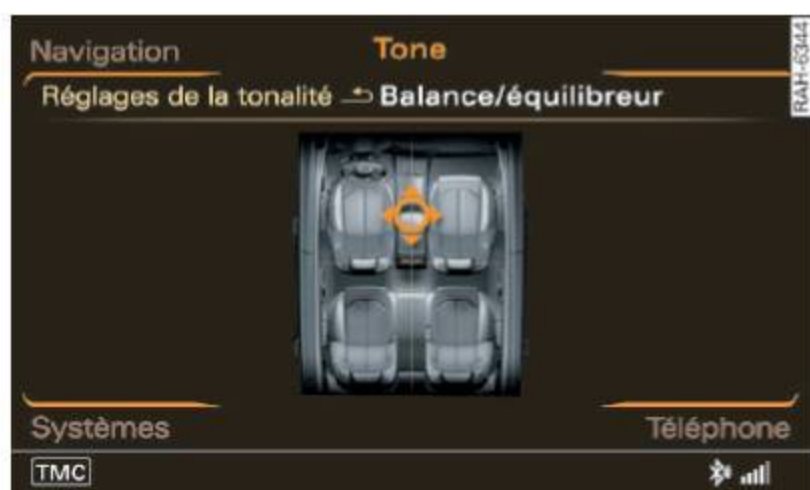 Navigation Tone
RAH-6344
Réglages de la tonalité Balance/équilibreur
Systèmes Téléphone
TMC